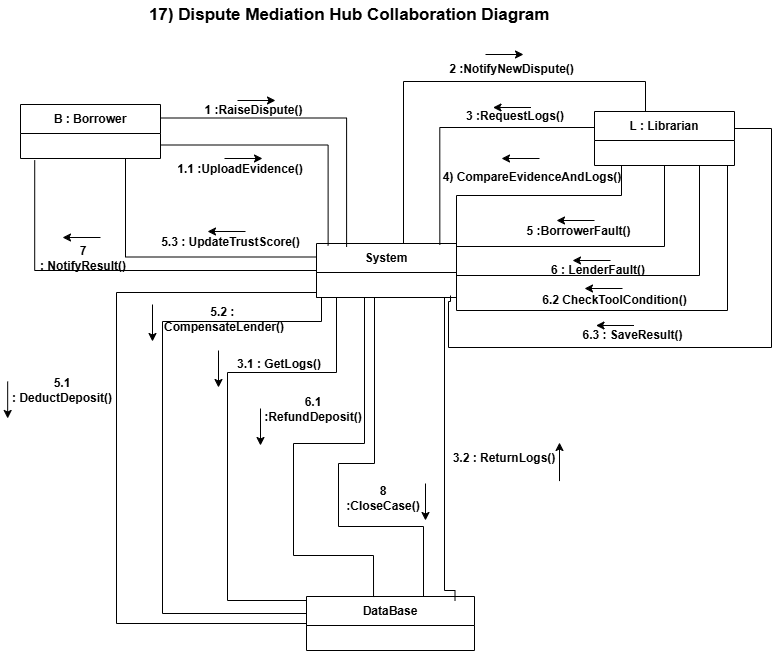 17) Dispute Mediation Hub Collaboration Diagram
2 :NotifyNewDispute()
1 :RaiseDispute()
3 :RequestLogs()
B : Borrower
L : Librarian
1.1 :UploadEvidence()
4) CompareEvidenceAndLogs()
5.3 : UpdateTrustScore()
5 :BorrowerFault()
7
: NotifyResult()
System
6 : LenderFault()
6.2 CheckToolCondition()
5.2 :
CompensateLender()
6.3 : SaveResult()
3.1 : GetLogs()
5.1
: DeductDeposit()
6.1
:RefundDeposit()
3.2 : ReturnLogs()
8
:CloseCase()
DataBase